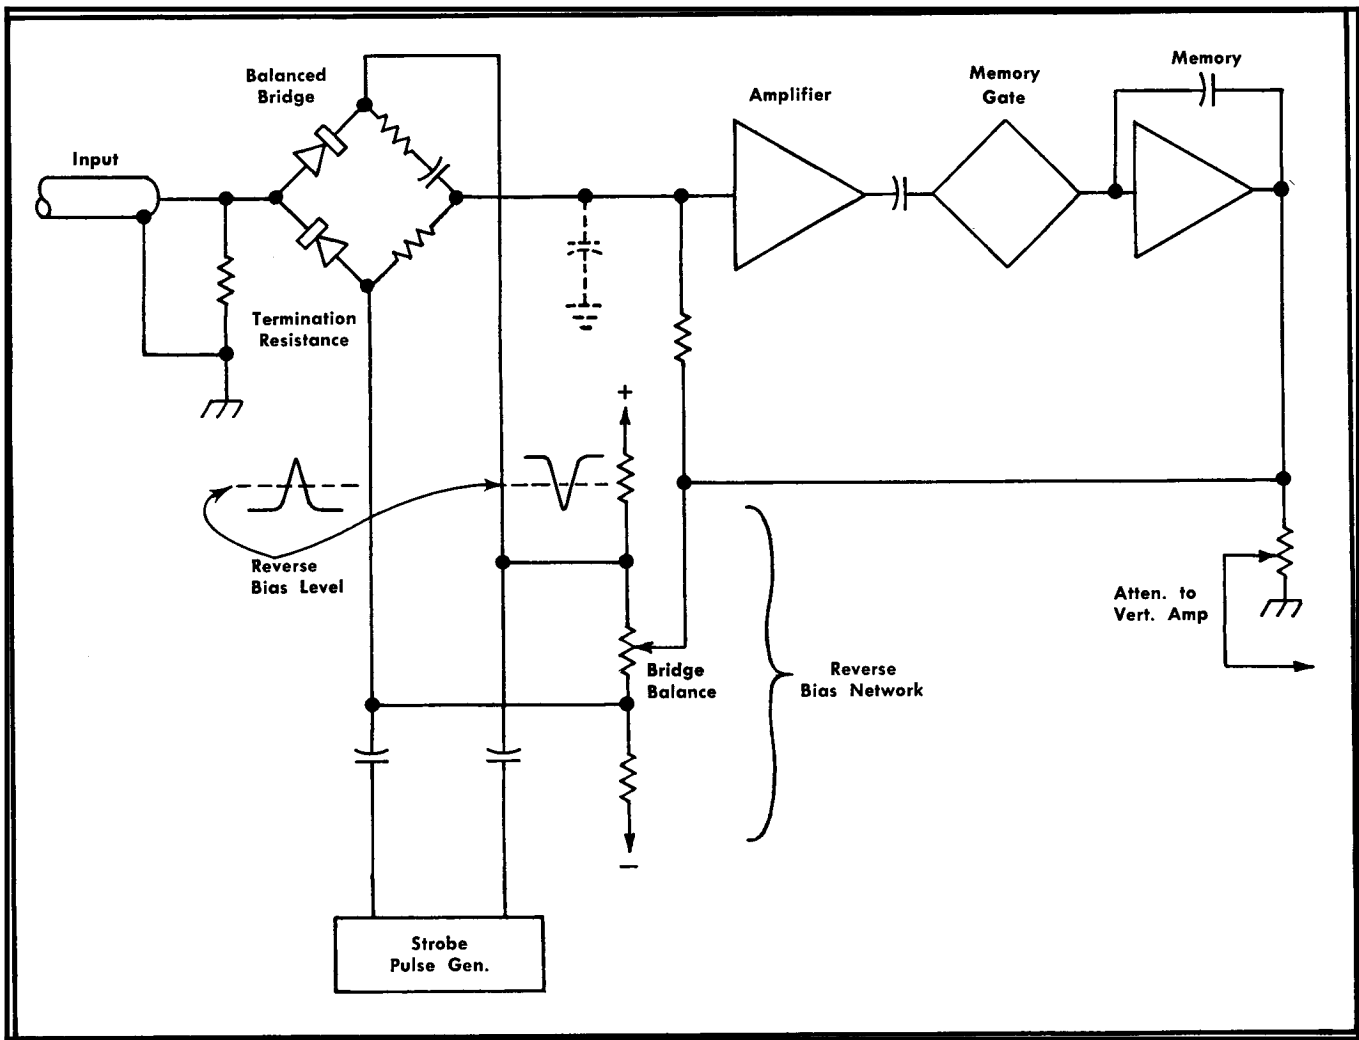 Balanced
Bridge
Input
Termination
Resistance
Amplifier
Memory
Gate
Memory
+
Reverse
Bias Level
Bridge
Balance
Reverse
Bias Network
Atten. to
Vert. Amp
−
Strobe
Pulse Gen.